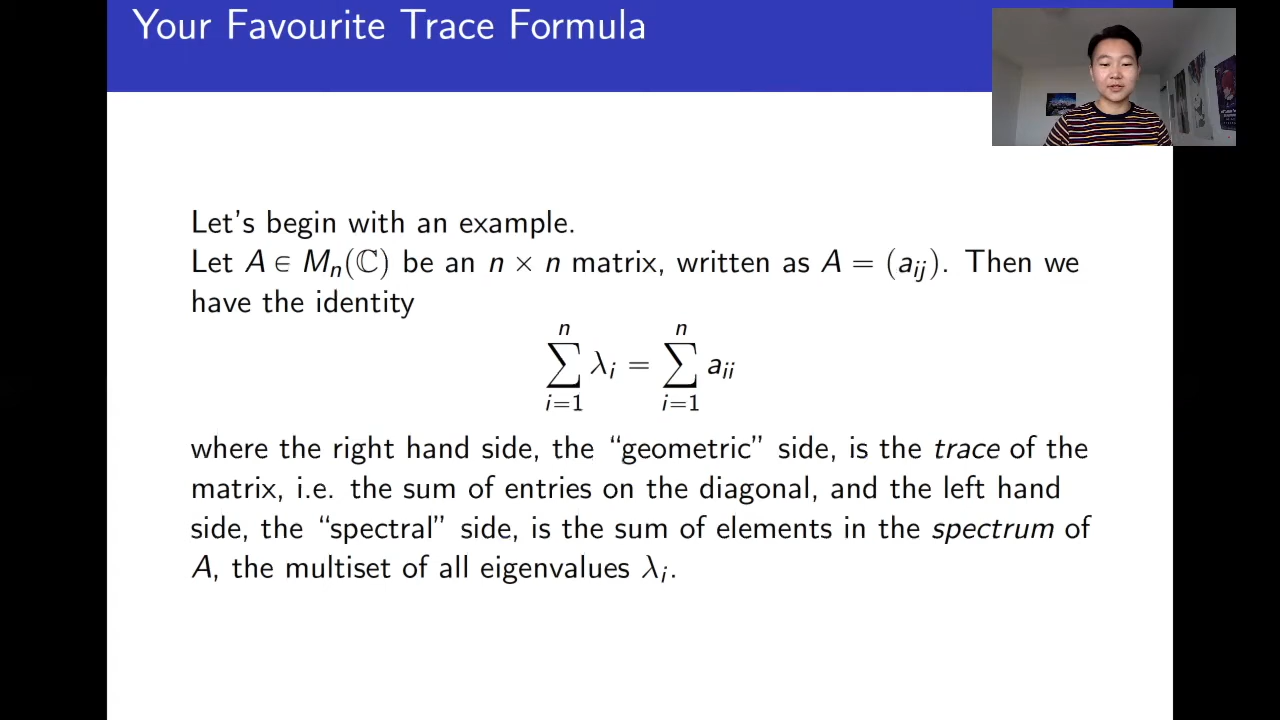 Your Favourite Trace Formula
Let's begin with an example.
Let A ∈ Mₙ(ℂ) be an n × n matrix, written as A = (aᵢⱼ). Then we
have the identity
∑ᵢ₌₁ⁿ λᵢ = ∑ᵢ₌₁ⁿ aᵢᵢ
where the right hand side, the “geometric” side, is the trace of the
matrix, i.e. the sum of entries on the diagonal, and the left hand
side, the “spectral” side, is the sum of elements in the spectrum of
A, the multiset of all eigenvalues λᵢ.